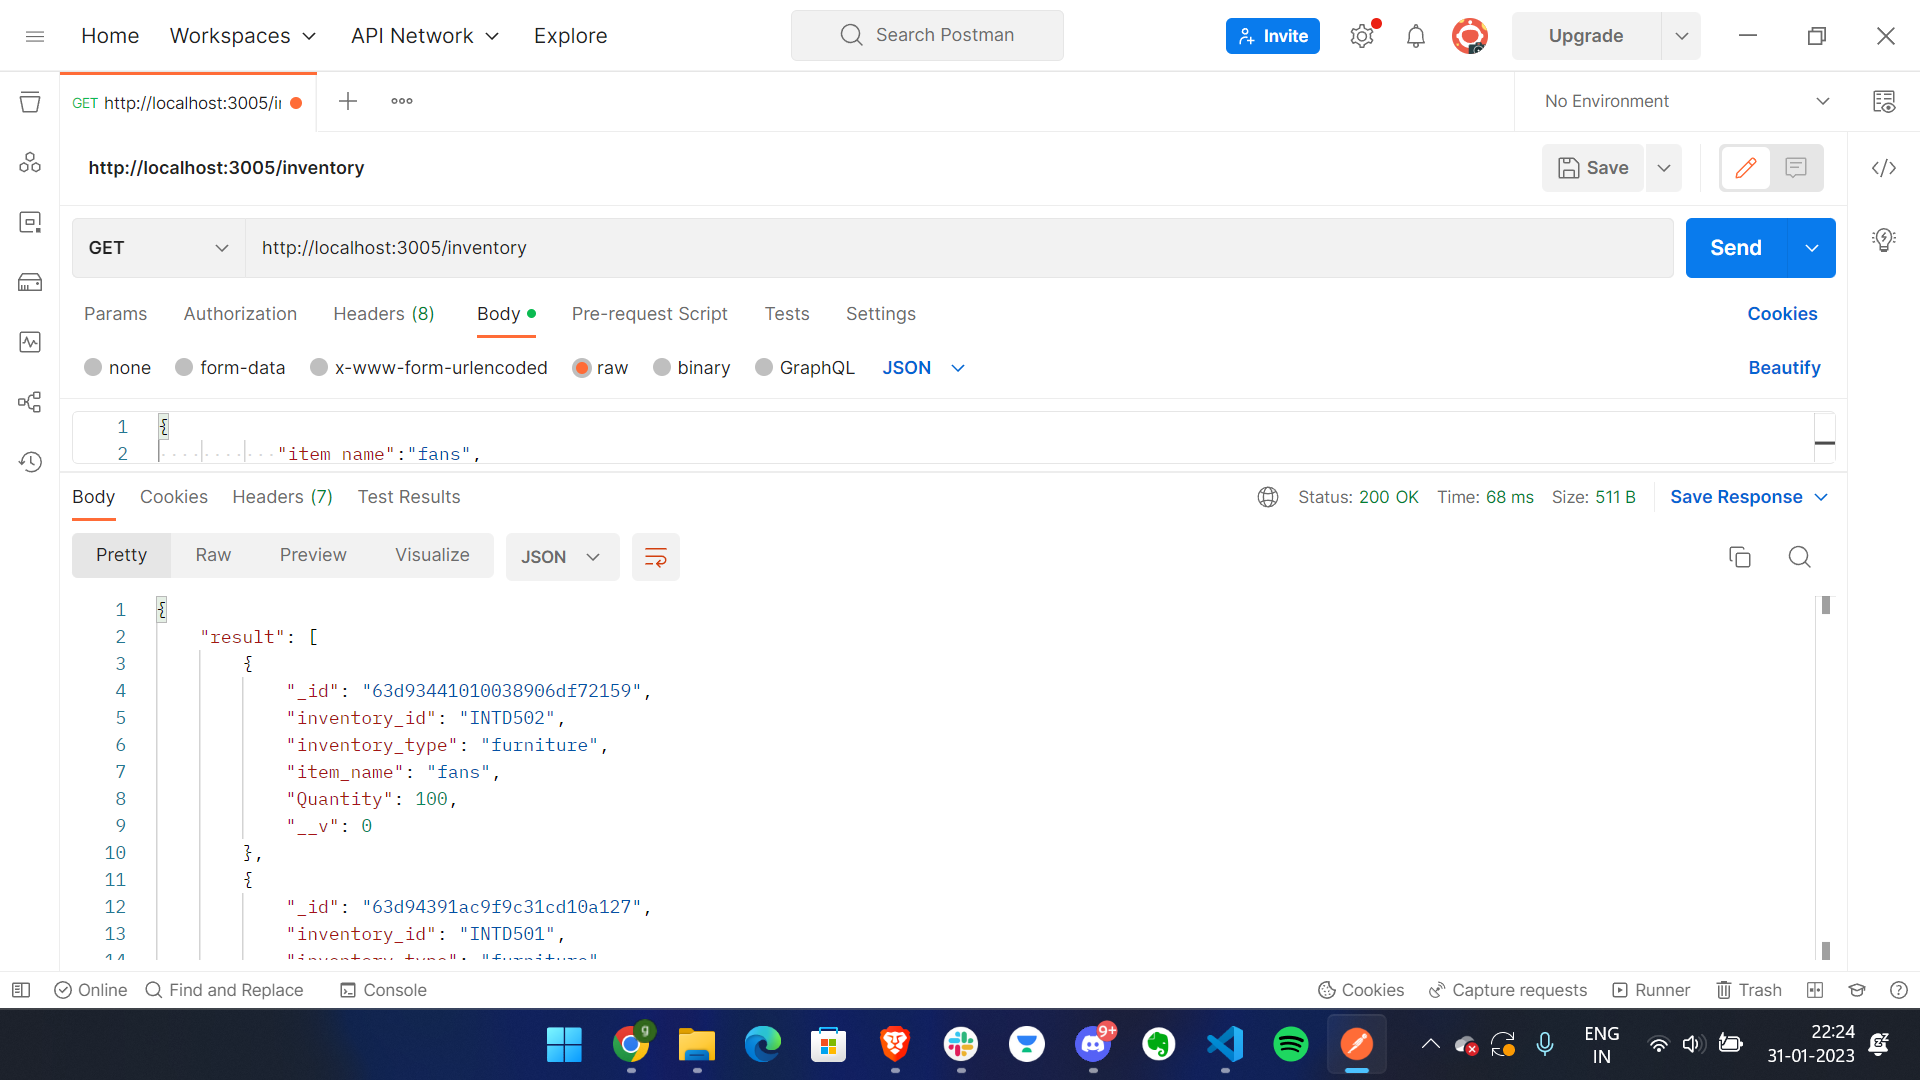 Home Workspaces API Network Explore Search Postman Invite Upgrade
GET http://localhost:3005/i No Environment
http://localhost:3005/inventory Save
GET http://localhost:3005/inventory Send
Params Authorization Headers (8) Body Pre-request Script Tests Settings Cookies
none form-data x-www-form-urlencoded raw binary GraphQL JSON Beautify
1 {
2 "item_name":"fans",
Body Cookies Headers (7) Test Results Status: 200 OK Time: 68 ms Size: 511 B Save Response
Pretty Raw Preview Visualize JSON
1 {
2 "result": [
3 {
4 "_id": "63d93441010038906df72159",
5 "inventory_id": "INTD502",
6 "inventory_type": "furniture",
7 "item_name": "fans",
8 "Quantity": 100,
9 "__v": 0
10 },
11 {
12 "_id": "63d94391ac9f9c31cd10a127",
13 "inventory_id": "INTD501",
14 "inventory_type": "furniture"
Online Find and Replace Console Cookies Capture requests Runner Trash
g 9+ ENG 22:24
IN 31-01-2023